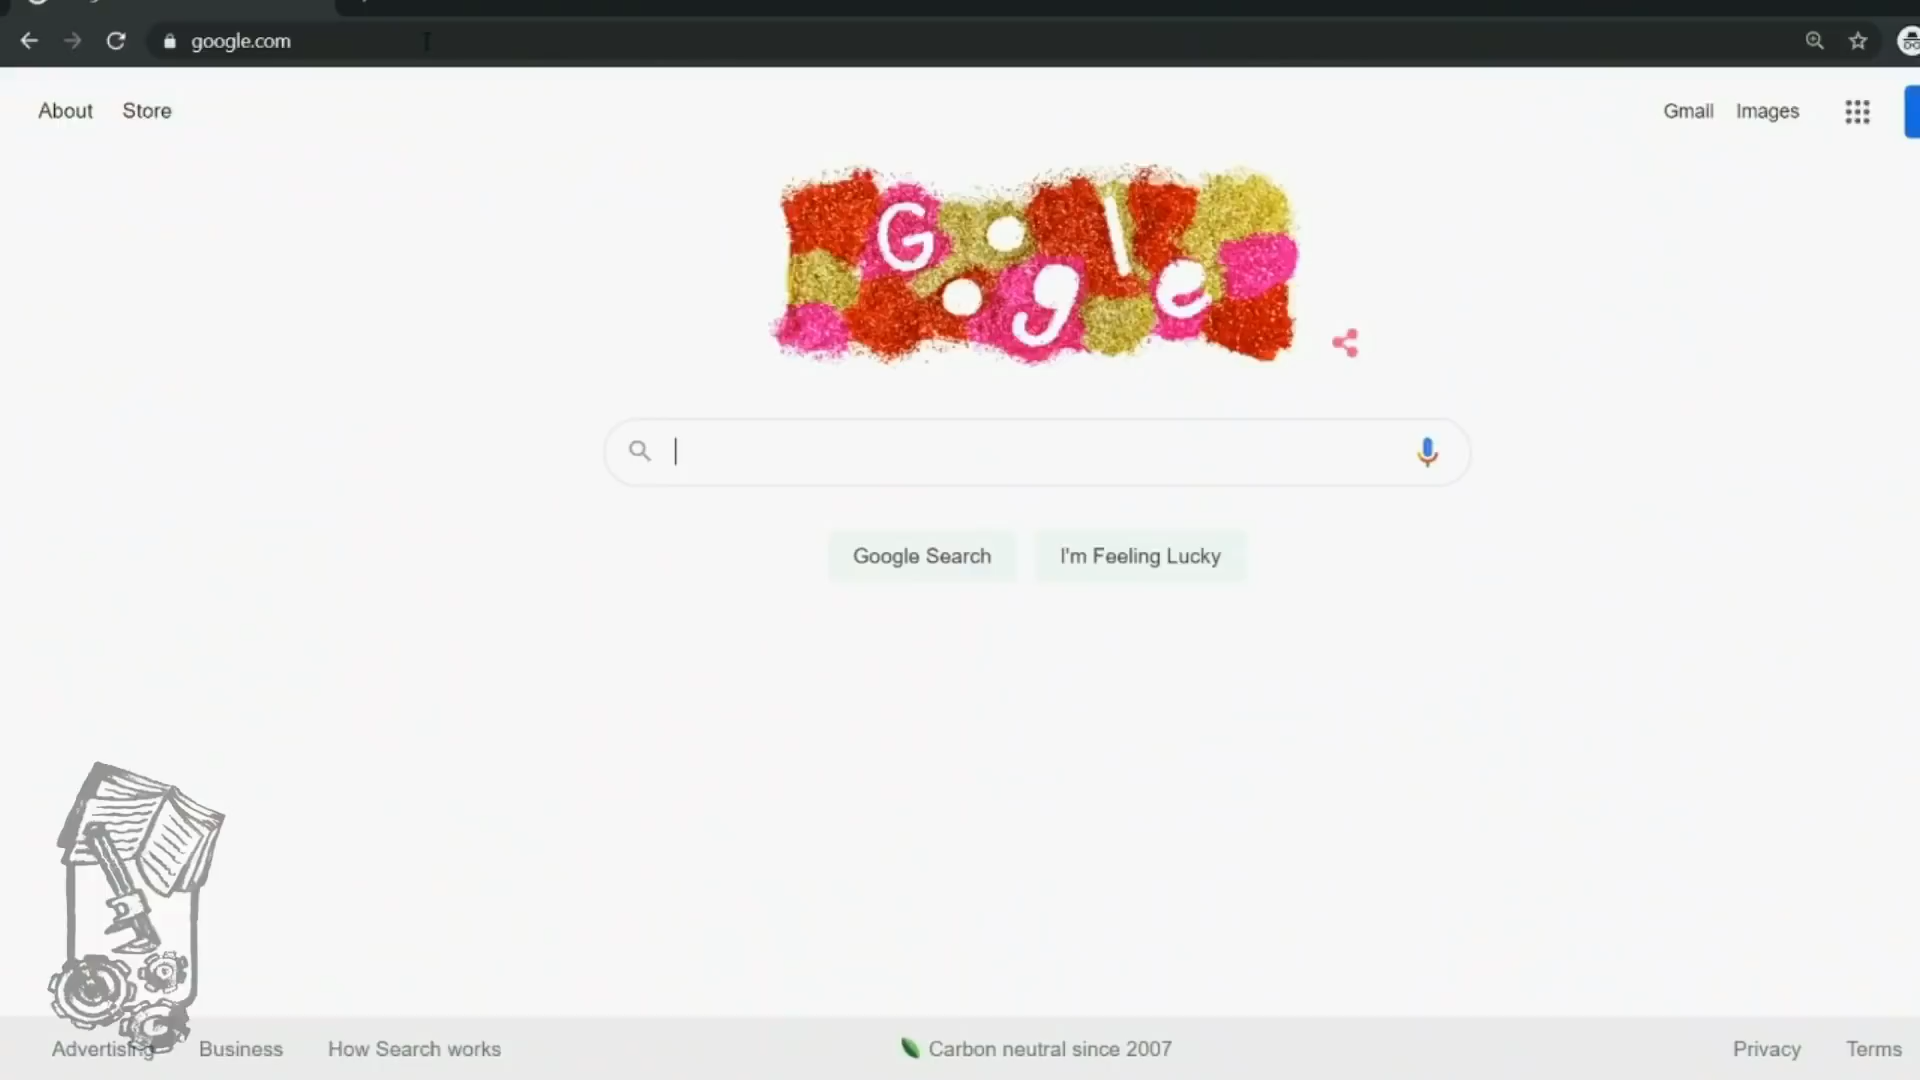 google.com
About Store
Gmail Images
Google
Google Search I'm Feeling Lucky
Advertising Business How Search works
Carbon neutral since 2007
Privacy Terms